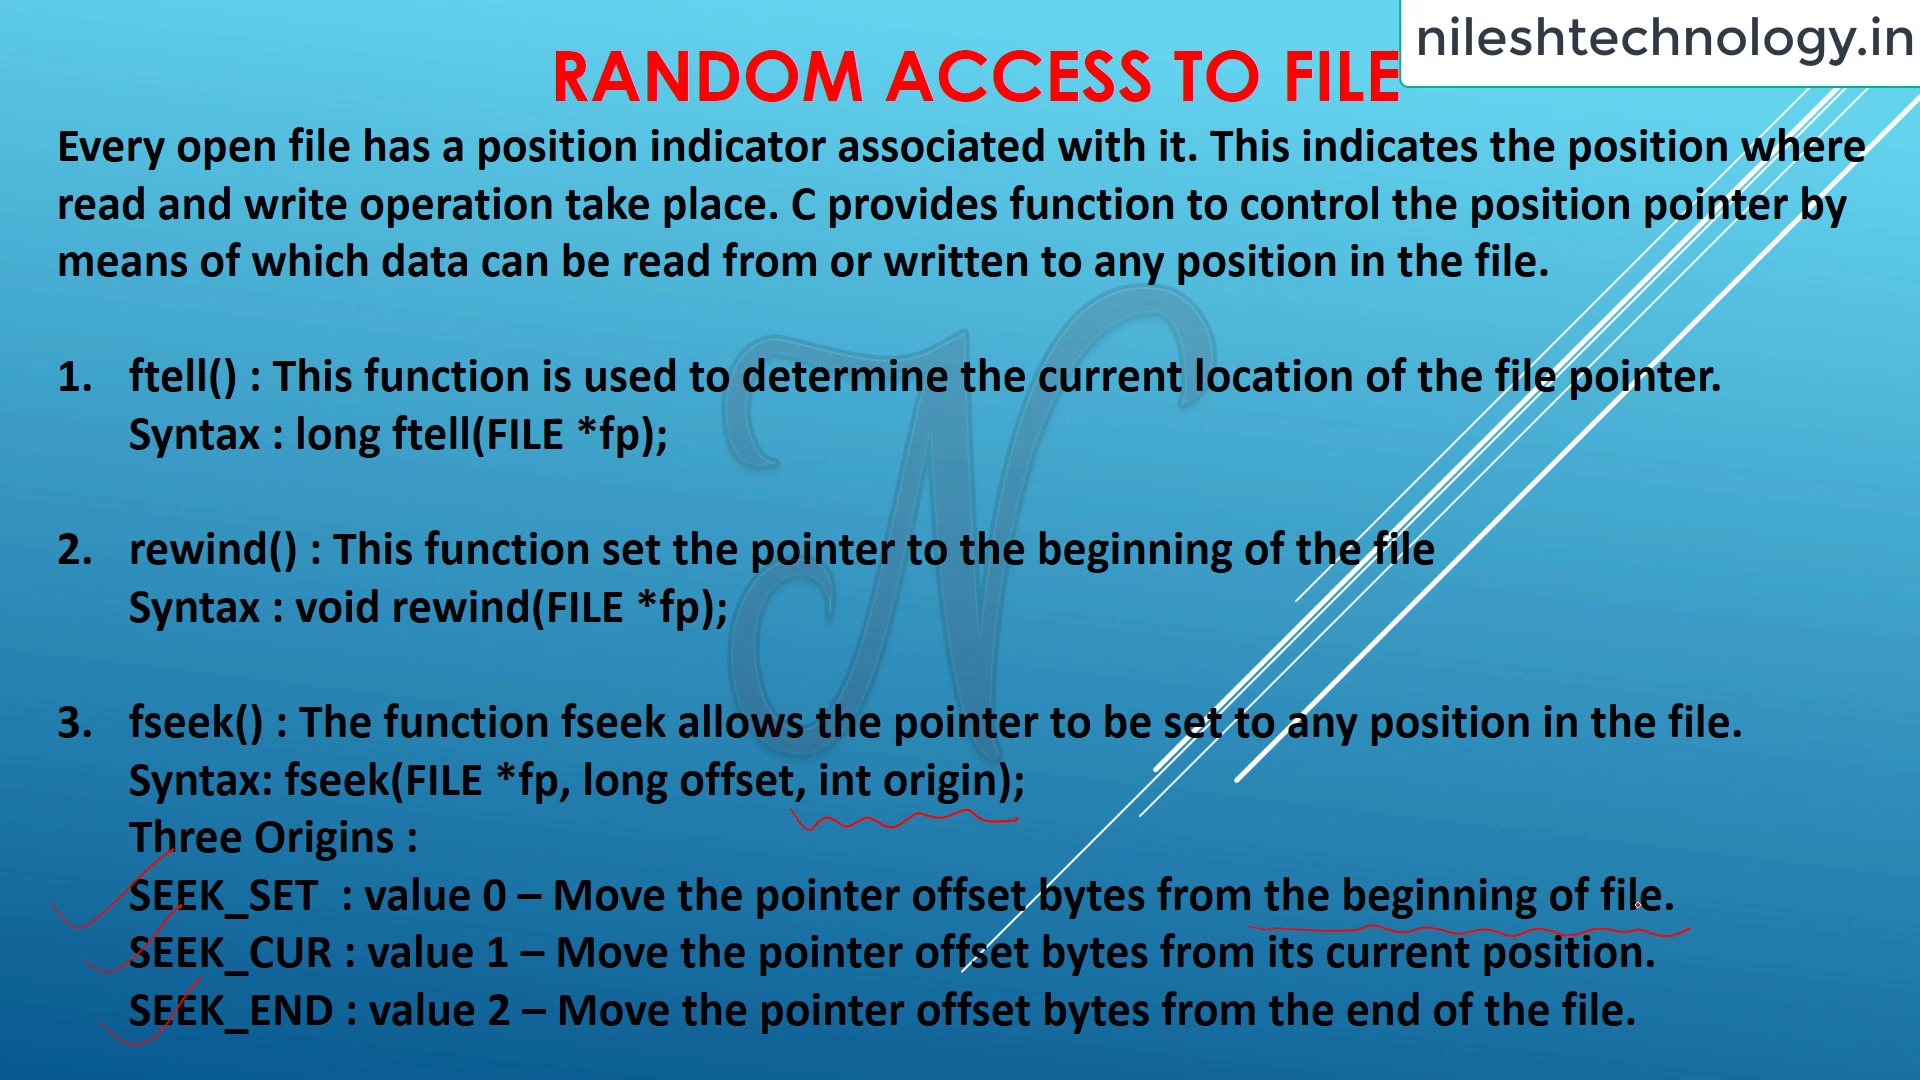 nileshtechnology.in
RANDOM ACCESS TO FILE
Every open file has a position indicator associated with it. This indicates the position where
read and write operation take place. C provides function to control the position pointer by
means of which data can be read from or written to any position in the file.
1. ftell() : This function is used to determine the current location of the file pointer.
Syntax : long ftell(FILE *fp);
2. rewind() : This function set the pointer to the beginning of the file
Syntax : void rewind(FILE *fp);
3. fseek() : The function fseek allows the pointer to be set to any position in the file.
Syntax: fseek(FILE *fp, long offset, int origin);
Three Origins :
SEEK_SET : value 0 – Move the pointer offset bytes from the beginning of file.
SEEK_CUR : value 1 – Move the pointer offset bytes from its current position.
SEEK_END : value 2 – Move the pointer offset bytes from the end of the file.
N